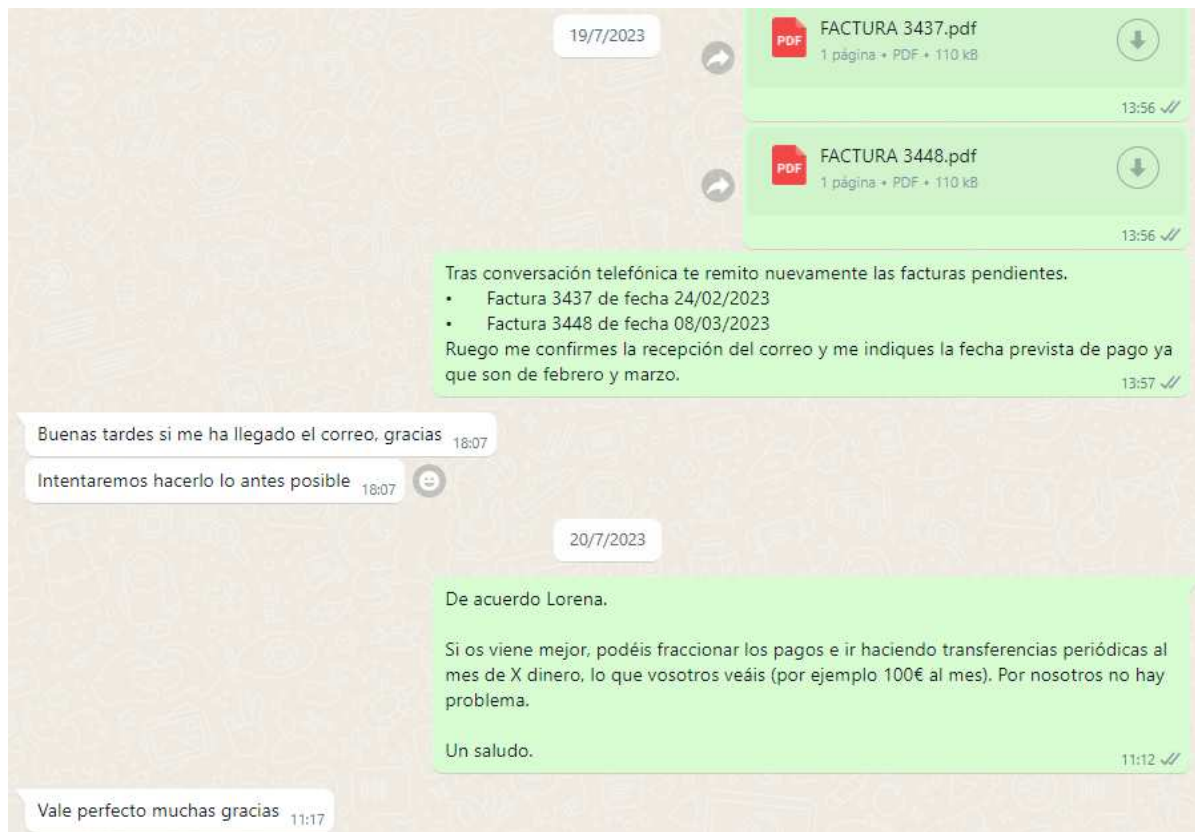 19/7/2023
PDF
FACTURA 3437.pdf
1 página • PDF • 110 kB
13:56
PDF
FACTURA 3448.pdf
1 página • PDF • 110 kB
13:56
Tras conversación telefónica te remito nuevamente las facturas pendientes.
• Factura 3437 de fecha 24/02/2023
• Factura 3448 de fecha 08/03/2023
Ruego me confirmes la recepción del correo y me indiques la fecha prevista de pago ya
que son de febrero y marzo.
13:57
Buenas tardes si me ha llegado el correo, gracias 18:07
Intentaremos hacerlo lo antes posible 18:07
20/7/2023
De acuerdo Lorena.
Si os viene mejor, podéis fraccionar los pagos e ir haciendo transferencias periódicas al
mes de X dinero, lo que vosotros veáis (por ejemplo 100€ al mes). Por nosotros no hay
problema.
Un saludo.
11:12
Vale perfecto muchas gracias 11:17